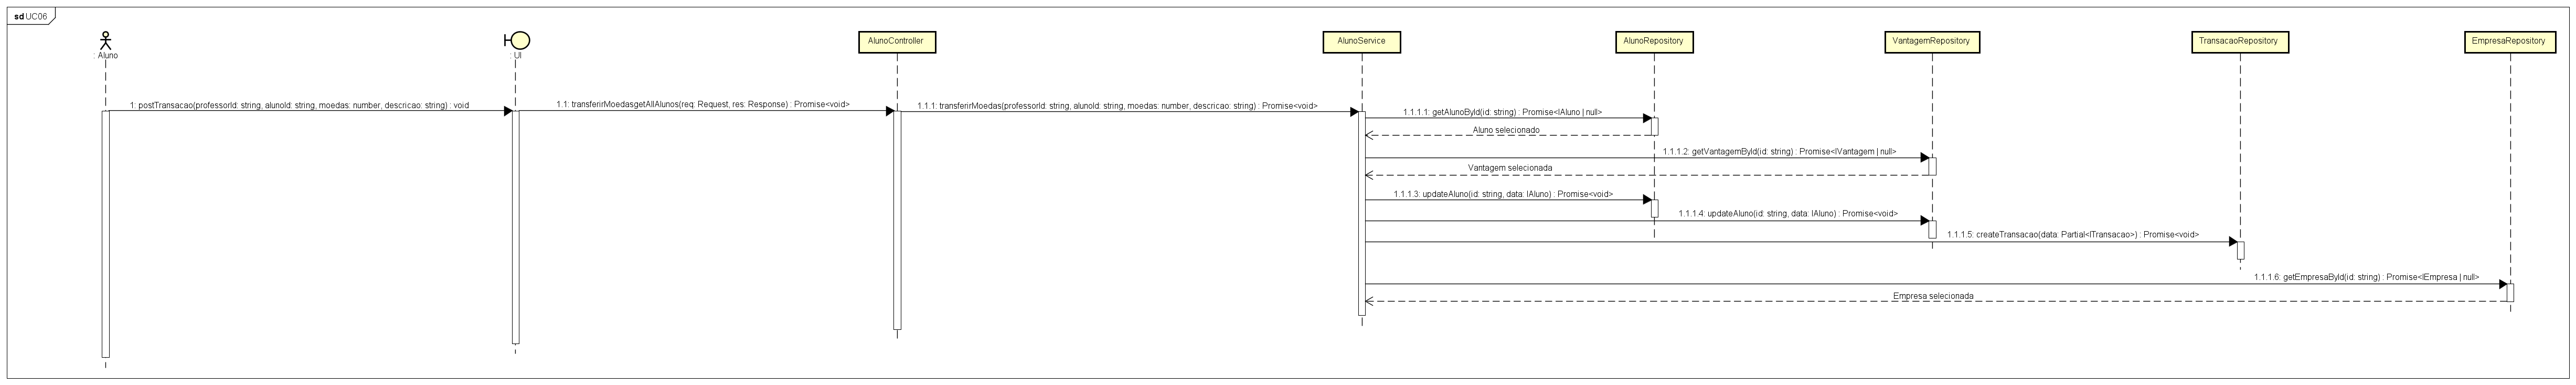 sd UC06
: Aluno
: UI
AlunoController
AlunoService
AlunoRepository
VantagemRepository
TransacaoRepository
EmpresaRepository
1: postTransacao(professorId: string, alunoId: string, moedas: number, descricao: string) : void
1.1: transferirMoedasgetAllAlunos(req: Request, res: Response) : Promise<void>
1.1.1: transferirMoedas(professorId: string, alunoId: string, moedas: number, descricao: string) : Promise<void>
1.1.1.1: getAlunoById(id: string) : Promise<IAluno | null>
Aluno selecionado
1.1.1.2: getVantagemById(id: string) : Promise<IVantagem | null>
Vantagem selecionada
1.1.1.3: updateAluno(id: string, data: IAluno) : Promise<void>
1.1.1.4: updateAluno(id: string, data: IAluno) : Promise<void>
1.1.1.5: createTransacao(data: Partial<ITransacao>) : Promise<void>
1.1.1.6: getEmpresaById(id: string) : Promise<IEmpresa | null>
Empresa selecionada